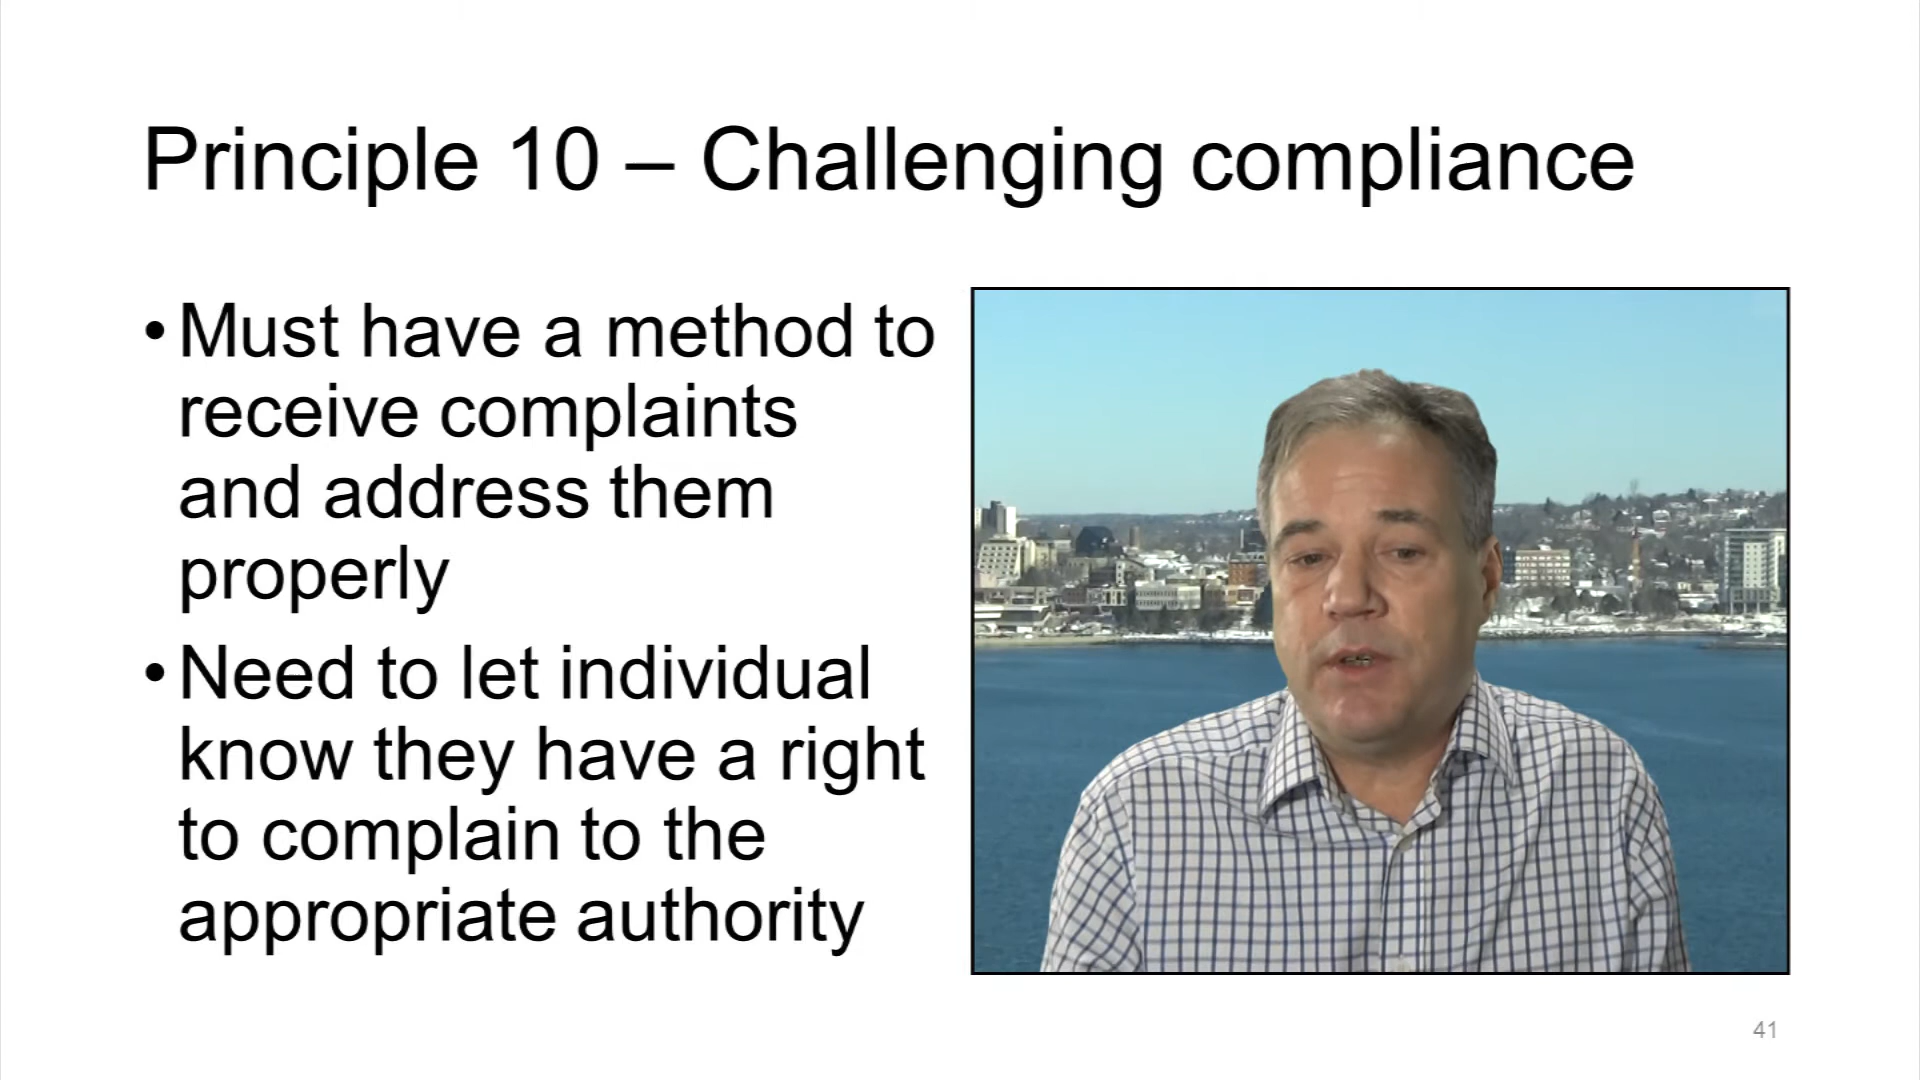 Principle 10 – Challenging compliance
• Must have a method to
receive complaints
and address them
properly
• Need to let individual
know they have a right
to complain to the
appropriate authority
41